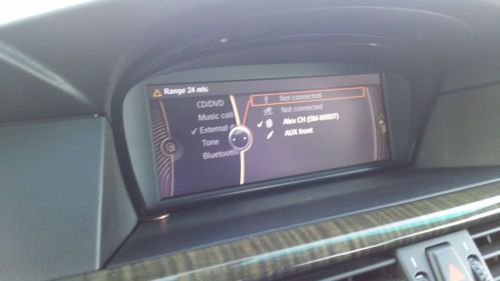 Range 24 mls
CD/DVD
Music coll
External d
Tone
Bluetooth
Not connected
Not connected
Alex CH (SM-N900T)
AUX front